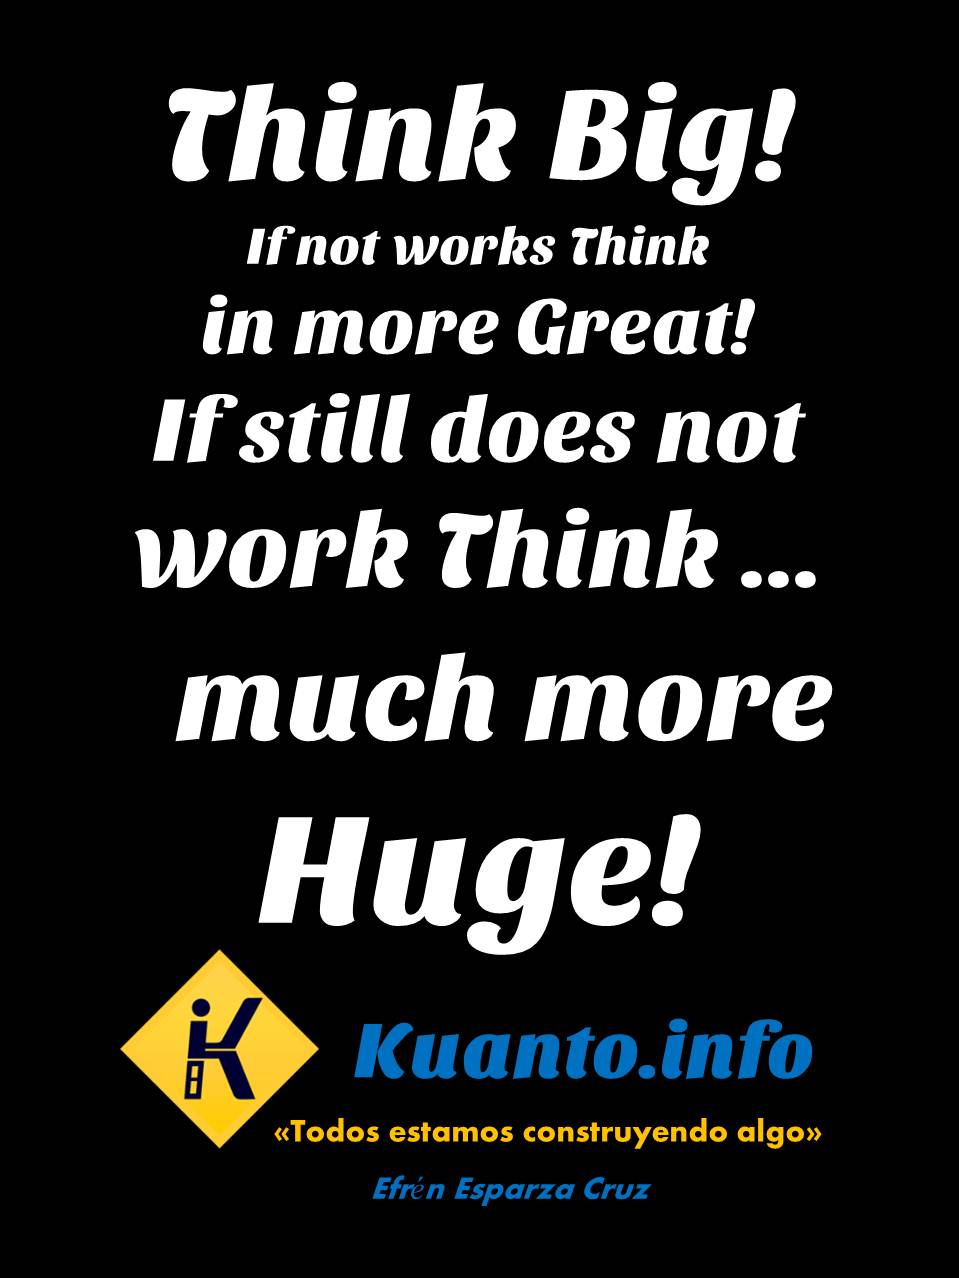 Think Big!
If not works Think
in more Great!
If still does not
work Think ...
much more
Huge!
K
Kuanto.info
«Todos estamos construyendo algo»
Efrén Esparza Cruz